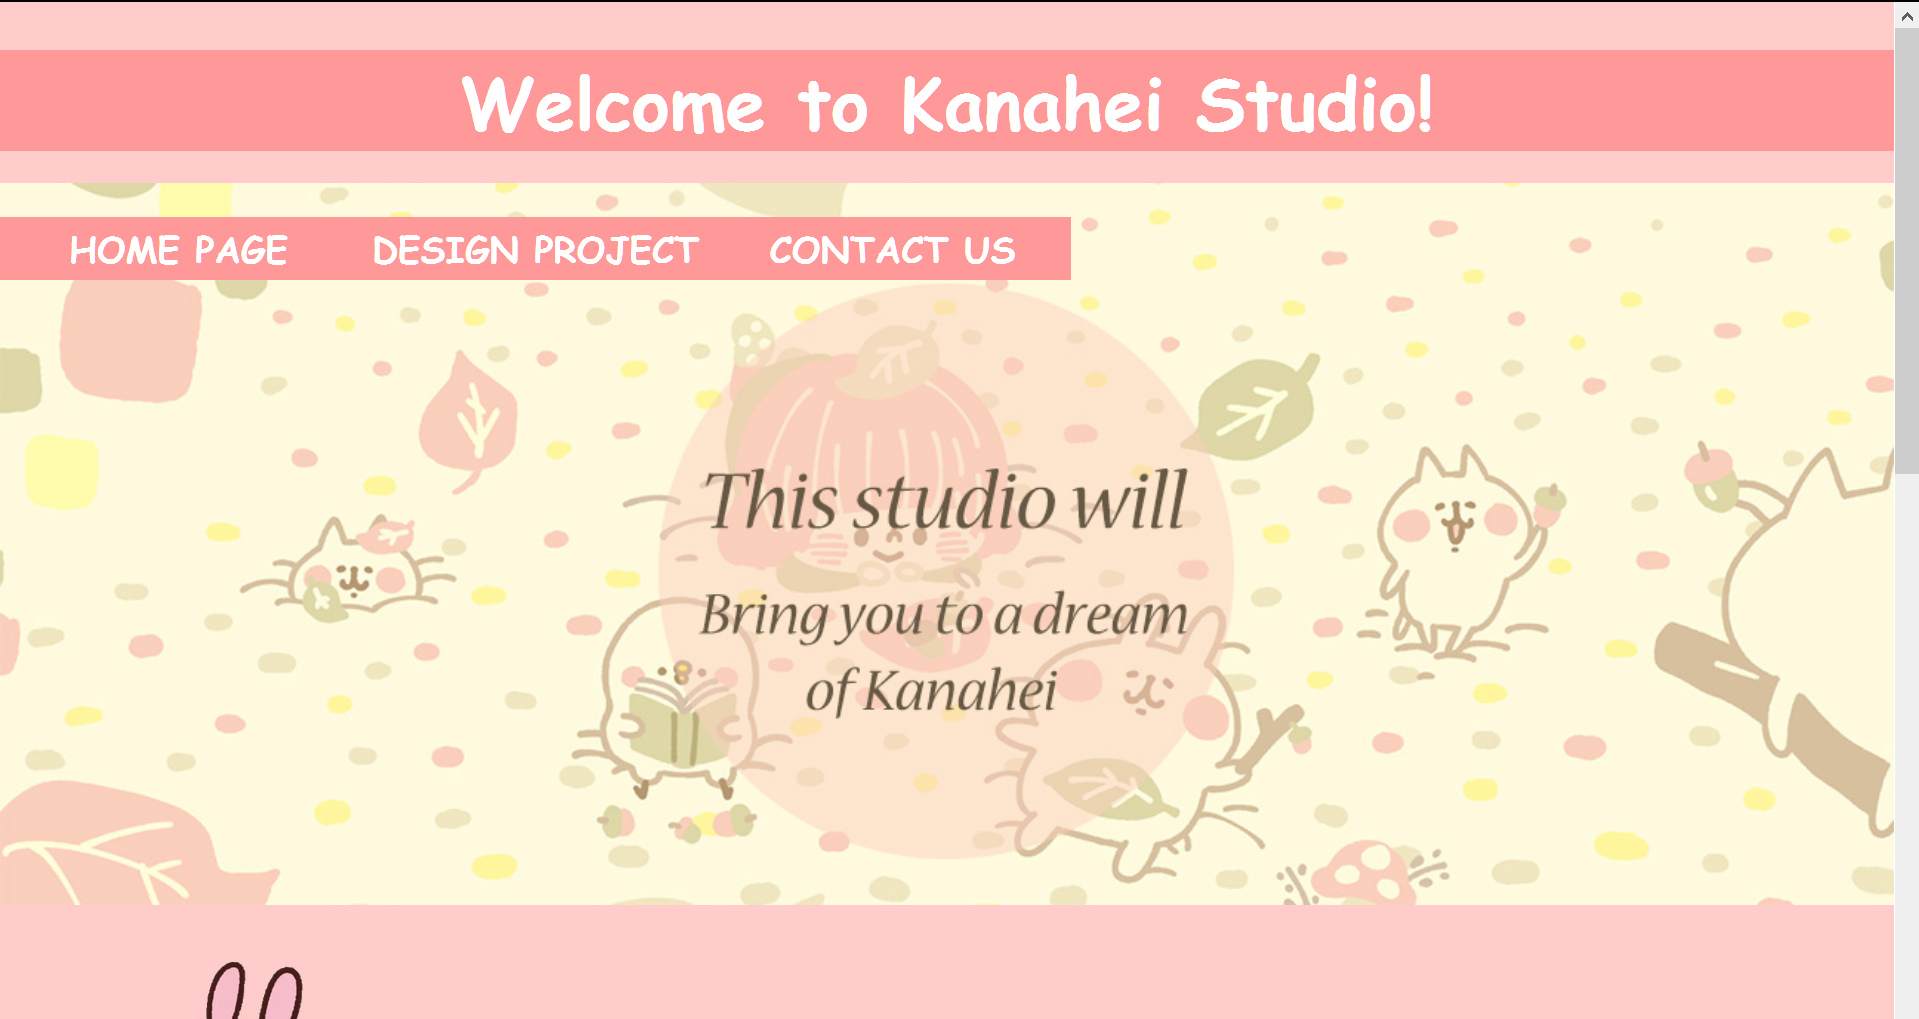 Welcome to Kanahei Studio!
HOME PAGE DESIGN PROJECT CONTACT US
This studio will
Bring you to a dream
of Kanahei